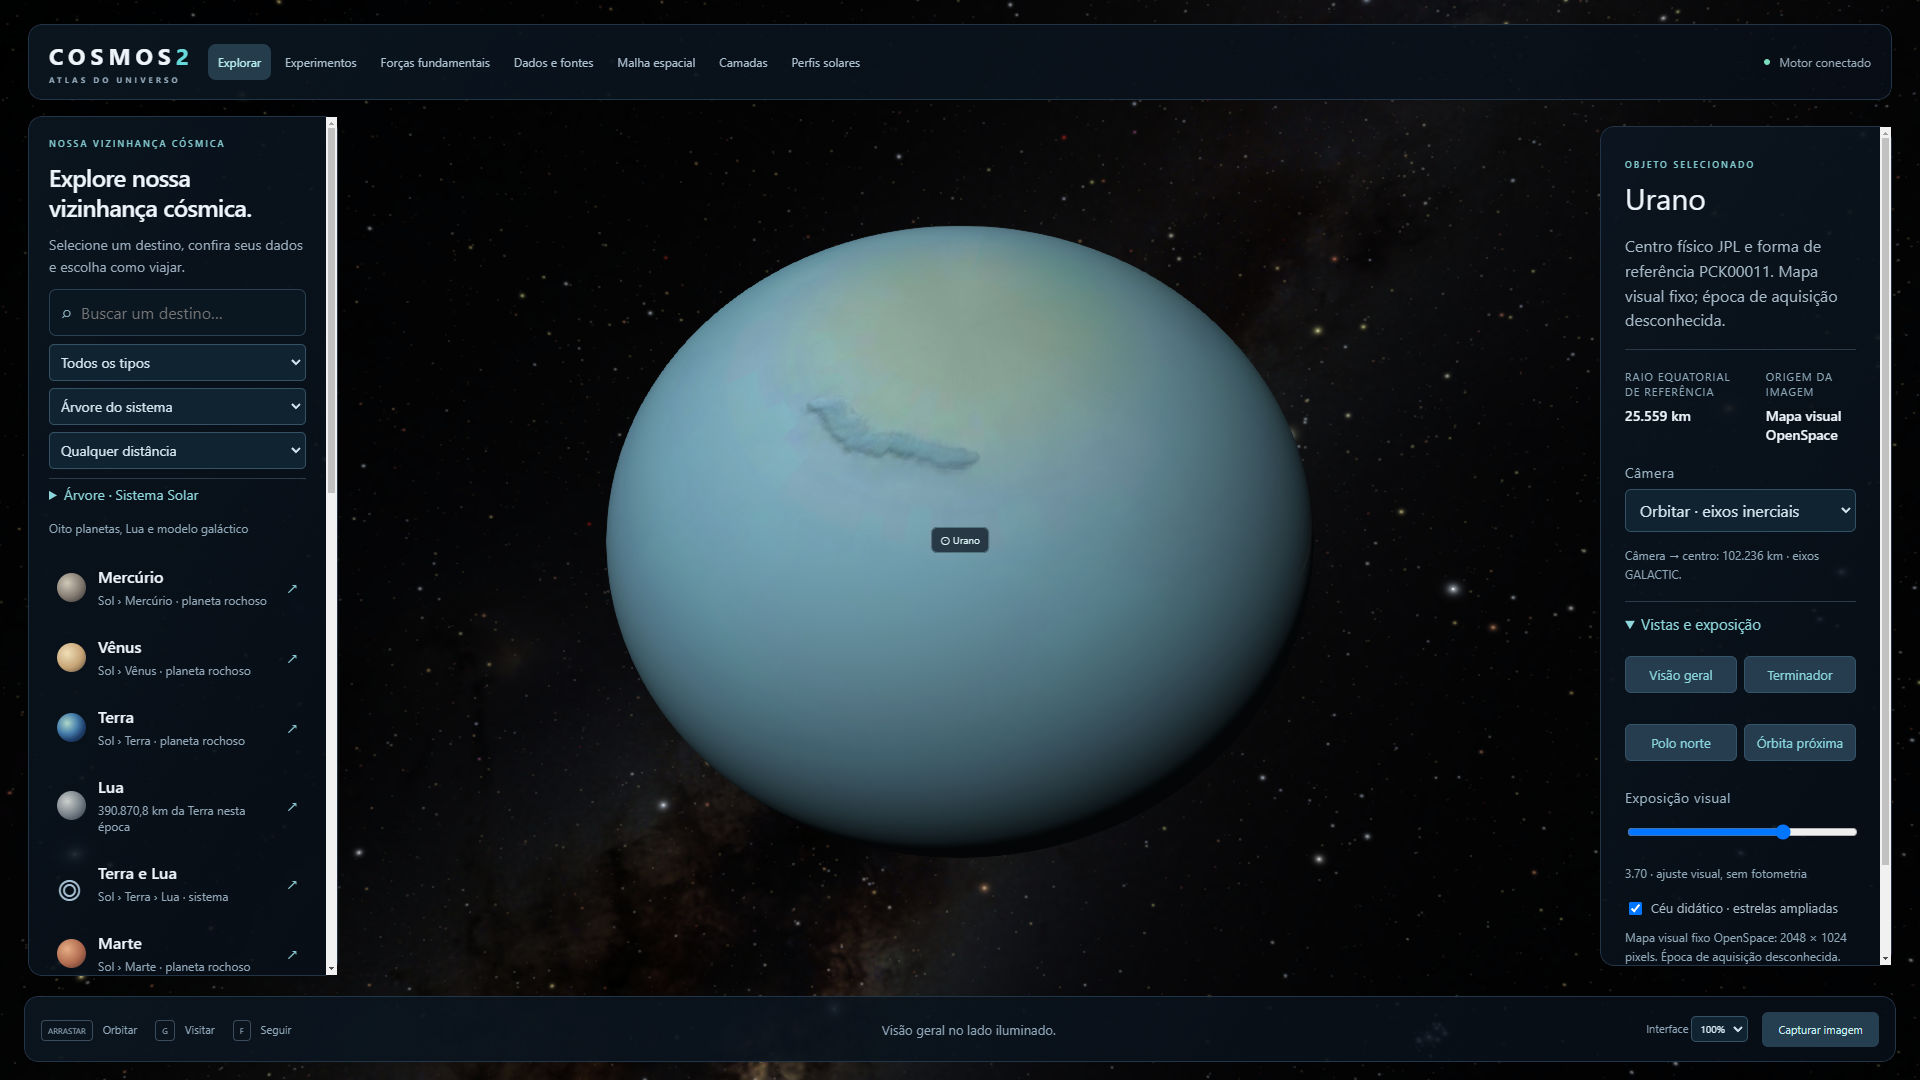 COSMOS2
ATLAS DO UNIVERSO
Explorar
Experimentos
Forças fundamentais
Dados e fontes
Malha espacial
Camadas
Perfis solares
Motor conectado
NOSSA VIZINHANÇA CÓSMICA
Explore nossa
vizinhança cósmica.
Selecione um destino, confira seus dados
e escolha como viajar.
Buscar um destino...
Todos os tipos
Árvore do sistema
Qualquer distância
Árvore · Sistema Solar
Oito planetas, Lua e modelo galáctico
Mercúrio
Sol › Mercúrio · planeta rochoso
Vênus
Sol › Vênus · planeta rochoso
Terra
Sol › Terra · planeta rochoso
Lua
390.870,8 km da Terra nesta
época
Terra e Lua
Sol › Terra › Lua · sistema
Marte
Sol › Marte · planeta rochoso
Urano
OBJETO SELECIONADO
Urano
Centro físico JPL e forma de
referência PCK00011. Mapa
visual fixo; época de aquisição
desconhecida.
RAIO EQUATORIAL
DE REFERÊNCIA
25.559 km
ORIGEM DA
IMAGEM
Mapa visual
OpenSpace
Câmera
Orbitar · eixos inerciais
Câmera → centro: 102.236 km · eixos
GALACTIC.
Vistas e exposição
Visão geral
Terminador
Polo norte
Órbita próxima
Exposição visual
3.70 · ajuste visual, sem fotometria
Céu didático · estrelas ampliadas
Mapa visual fixo OpenSpace: 2048 × 1024
pixels. Época de aquisição desconhecida.
ARRASTAR Orbitar
G Visitar
F Seguir
Visão geral no lado iluminado.
Interface 100%
Capturar imagem